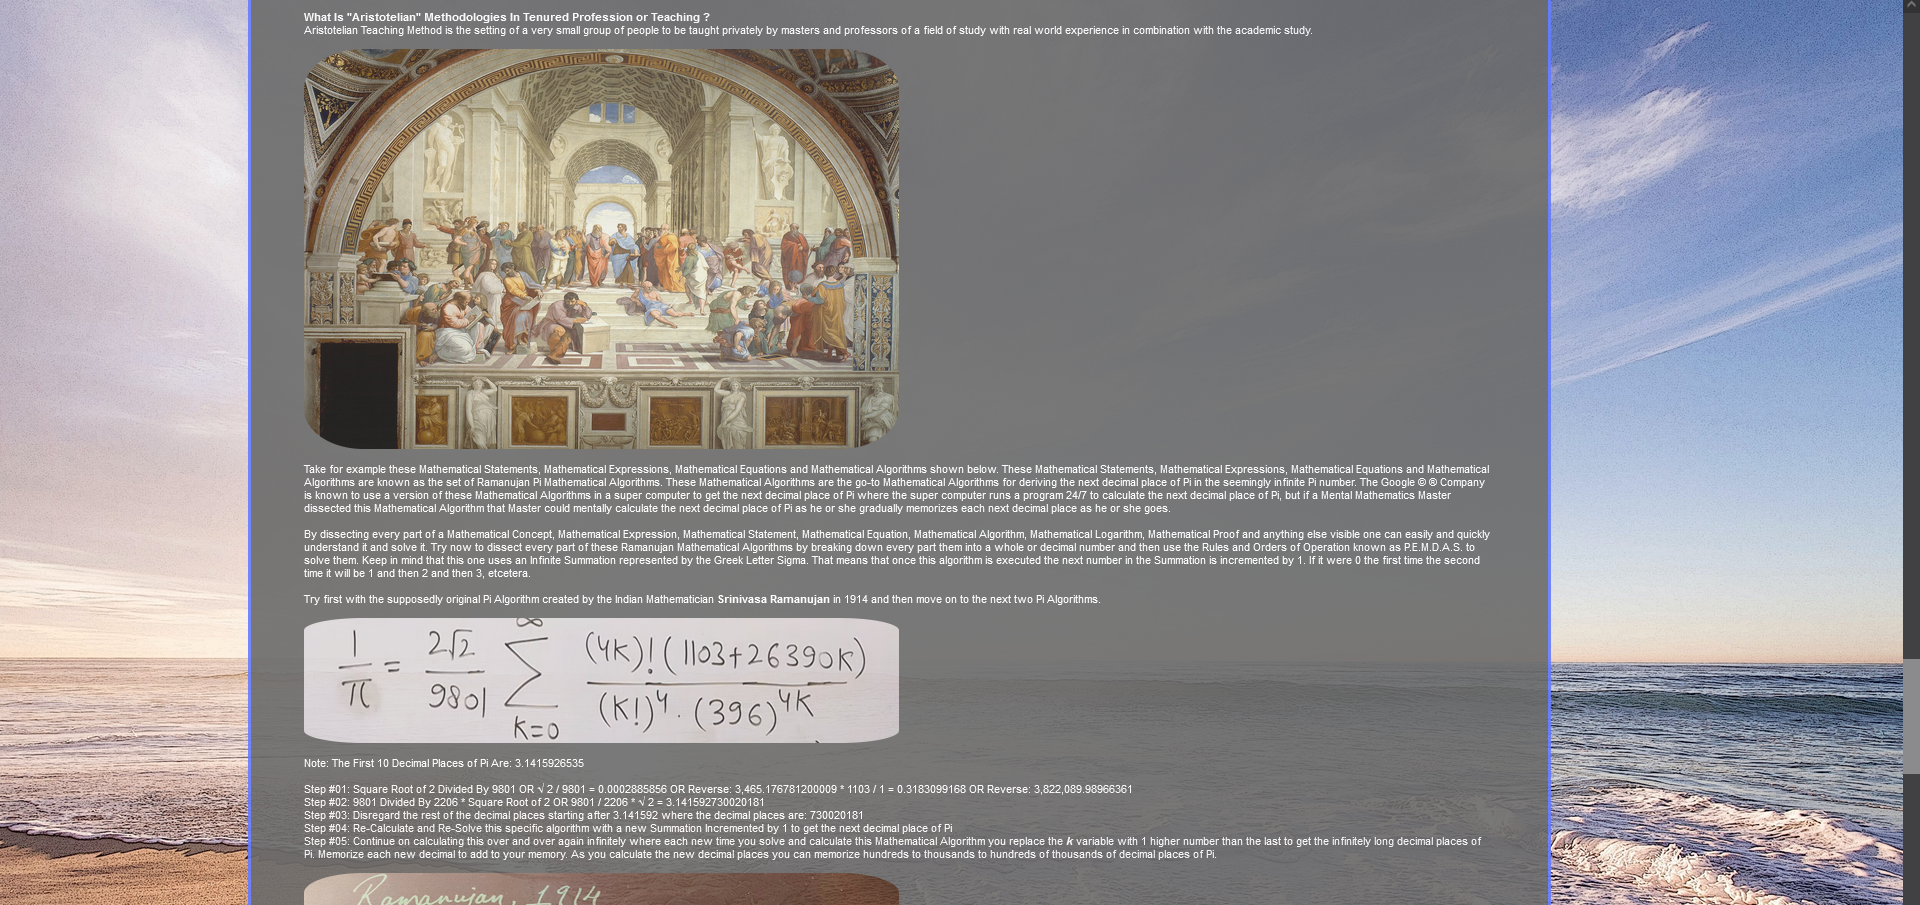 What Is "Aristotelian" Methodologies In Tenured Profession or Teaching ?
Aristotelian Teaching Method is the setting of a very small group of people to be taught privately by masters and professors of a field of study with real world experience in combination with the academic study.
Take for example these Mathematical Statements, Mathematical Expressions, Mathematical Equations and Mathematical Algorithms shown below. These Mathematical Statements, Mathematical Expressions, Mathematical Equations and Mathematical
Algorithms are known as the set of Ramanujan Pi Mathematical Algorithms. These Mathematical Algorithms are the go-to Mathematical Algorithms for deriving the next decimal place of Pi in the seemingly infinite Pi number. The Google © ® Company
is known to use a version of these Mathematical Algorithms in a super computer to get the next decimal place of Pi where the super computer runs a program 24/7 to calculate the next decimal place of Pi, but if a Mental Mathematics Master
dissected this Mathematical Algorithm that Master could mentally calculate the next decimal place of Pi as he or she gradually memorizes each next decimal place as he or she goes.
By dissecting every part of a Mathematical Concept, Mathematical Expression, Mathematical Statement, Mathematical Equation, Mathematical Algorithm, Mathematical Logarithm, Mathematical Proof and anything else visible one can easily and quickly
understand it and solve it. Try now to dissect every part of these Ramanujan Mathematical Algorithms by breaking down every part them into a whole or decimal number and then use the Rules and Orders of Operation known as P.E.M.D.A.S. to
solve them. Keep in mind that this one uses an Infinite Summation represented by the Greek Letter Sigma. That means that once this algorithm is executed the next number in the Summation is incremented by 1. If it were 0 the first time the second
time it will be 1 and then 2 and then 3, etcetera.
Try first with the supposedly original Pi Algorithm created by the Indian Mathematician Srinivasa Ramanujan in 1914 and then move on to the next two Pi Algorithms.
1/π = 2√2/9801 ∑ k=0 ∞ (4k)!(1103+26390k) / (k!)^4 . (396)^4k
Note: The First 10 Decimal Places of Pi Are: 3.1415926535
Step #01: Square Root of 2 Divided By 9801 OR √ 2 / 9801 = 0.0002885856 OR Reverse: 3,465.176781200009 * 1103 / 1 = 0.3183099168 OR Reverse: 3,822,089.98966361
Step #02: 9801 Divided By 2206 * Square Root of 2 OR 9801 / 2206 * √ 2 = 3.141592730020181
Step #03: Disregard the rest of the decimal places starting after 3.141592 where the decimal places are: 730020181
Step #04: Re-Calculate and Re-Solve this specific algorithm with a new Summation Incremented by 1 to get the next decimal place of Pi
Step #05: Continue on calculating this over and over again infinitely where each new time you solve and calculate this Mathematical Algorithm you replace the k variable with 1 higher number than the last to get the infinitely long decimal places of
Pi. Memorize each new decimal to add to your memory. As you calculate the new decimal places you can memorize hundreds to thousands to hundreds of thousands of decimal places of Pi.
Ramanujan, 1914